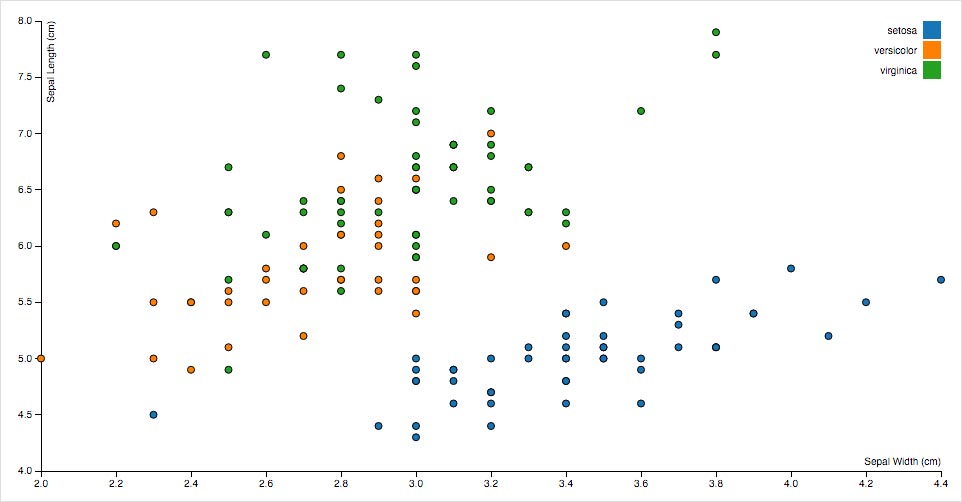 8.0
7.5
7.0
6.5
6.0
5.5
5.0
4.5
4.0
Sepal Length (cm)
setosa
versicolor
virginica
Sepal Width (cm)
2.0 2.2 2.4 2.6 2.8 3.0 3.2 3.4 3.6 3.8 4.0 4.2 4.4